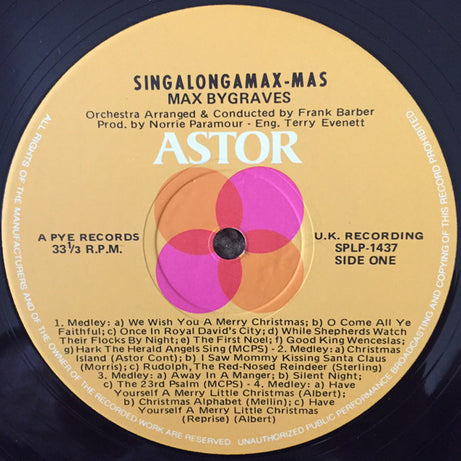 SINGALONGAMAX-MAS
MAX BYGRAVES
Orchestra Arranged & Conducted by Frank Barber
Prod. by Norrie Paramour - Eng. Terry Evenett
ASTOR
A PYE RECORDS
33 1/3 R.P.M.
U.K. RECORDING
SPLP-1437
SIDE ONE
1. Medley: a) We Wish You A Merry Christmas; b) O Come All Ye
Faithful; c) Once In Royal David's City; d) While Shepherds Watch
Their Flocks By Night; e) The First Noel; f) Good King Wenceslas;
g) Hark The Herald Angels Sing (MCPS) - 2. Medley: a) Christmas
Island (Astor Cont); b) I Saw Mommy Kissing Santa Claus
(Morris); c) Rudolph, The Red-Nosed Reindeer (Sterling)
3. Medley: a) Away In A Manger; b) Silent Night;
c) The 23rd Psalm (MCPS) - 4. Medley: a) Have
Yourself A Merry Little Christmas (Albert);
b) Christmas Alphabet (Mellin); c) Have
Yourself A Merry Little Christmas
(Reprise) (Albert)
ALL RIGHTS OF THE MANUFACTURERS AND OF THE OWNER OF THE RECORDED WORK ARE RESERVED. UNAUTHORIZED PUBLIC PERFORMANCE BROADCASTING AND COPYING OF THIS RECORD PROHIBITED